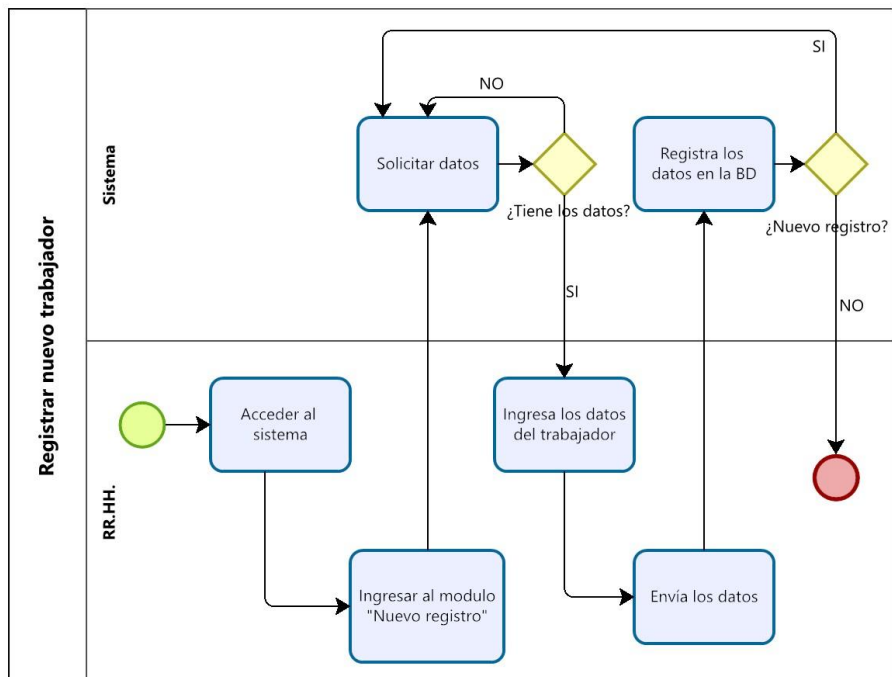 Registrar nuevo trabajador
Sistema
SI
NO
Solicitar datos
¿Tiene los datos?
Registra los
datos en la BD
¿Nuevo registro?
SI
NO
RR.HH.
Acceder al
sistema
Ingresa los datos
del trabajador
Ingresar al modulo
"Nuevo registro"
Envía los datos